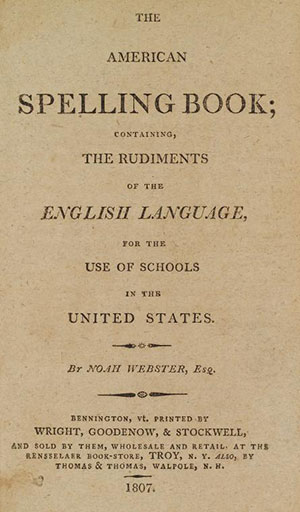 THE
AMERICAN
SPELLING BOOK;
CONTAINING,
THE RUDIMENTS
OF THE
ENGLISH LANGUAGE,
FOR THE
USE OF SCHOOLS
IN THE
UNITED STATES.
By NOAH WEBSTER, Esq.
BENNINGTON, Vt. PRINTED BY
WRIGHT, GOODENOW, & STOCKWELL,
AND SOLD BY THEM, WHOLESALE AND RETAIL. AT THE
RENSSELAER BOOK-STORE, TROY, N. Y. ALSO, BY
THOMAS & THOMAS, WALPOLE, N. H.
1807.